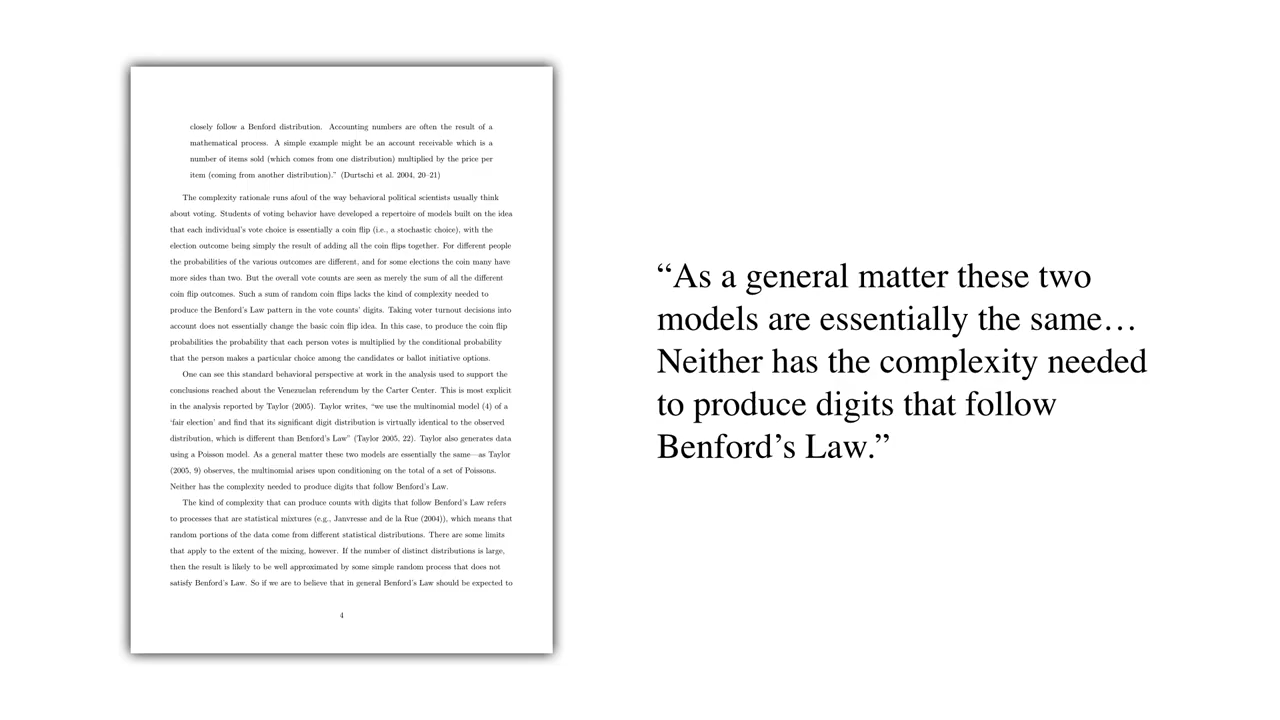 closely follow a Benford distribution. Accounting numbers are often the result of a
mathematical process. A simple example might be an account receivable which is a
number of items sold (which comes from one distribution) multiplied by the price per
item (coming from another distribution).” (Durtschi et al. 2004, 20–21)
The complexity rationale runs afoul of the way behavioral political scientists usually think
about voting. Students of voting behavior have developed a repertoire of models built on the idea
that each individual’s vote choice is essentially a coin flip (i.e., a stochastic choice), with the
election outcome being simply the result of adding all the coin flips together. For different people
the probabilities of the various outcomes are different, and for some elections the coin many have
more sides than two. But the overall vote counts are seen as merely the sum of all the different
coin flip outcomes. Such a sum of random coin flips lacks the kind of complexity needed to
produce the Benford’s Law pattern in the vote counts’ digits. Taking voter turnout decisions into
account does not essentially change the basic coin flip idea. In this case, to produce the coin flip
probabilities the probability that each person votes is multiplied by the conditional probability
that the person makes a particular choice among the candidates or ballot initiative options.
One can see this standard behavioral perspective at work in the analysis used to support the
conclusions reached about the Venezuelan referendum by the Carter Center. This is most explicit
in the analysis reported by Taylor (2005). Taylor writes, “we use the multinomial model (4) of a
‘fair election’ and find that its significant digit distribution is virtually identical to the observed
distribution, which is different than Benford’s Law” (Taylor 2005, 22). Taylor also generates data
using a Poisson model. As a general matter these two models are essentially the same—as Taylor
(2005, 9) observes, the multinomial arises upon conditioning on the total of a set of Poissons.
Neither has the complexity needed to produce digits that follow Benford’s Law.
The kind of complexity that can produce counts with digits that follow Benford’s Law refers
to processes that are statistical mixtures (e.g., Janvresse and de la Rue (2004)), which means that
random portions of the data come from different statistical distributions. There are some limits
that apply to the extent of the mixing, however. If the number of distinct distributions is large,
then the result is likely to be well approximated by some simple random process that does not
satisfy Benford’s Law. So if we are to believe that in general Benford’s Law should be expected to
4
“As a general matter these two
models are essentially the same…
Neither has the complexity needed
to produce digits that follow
Benford’s Law.”